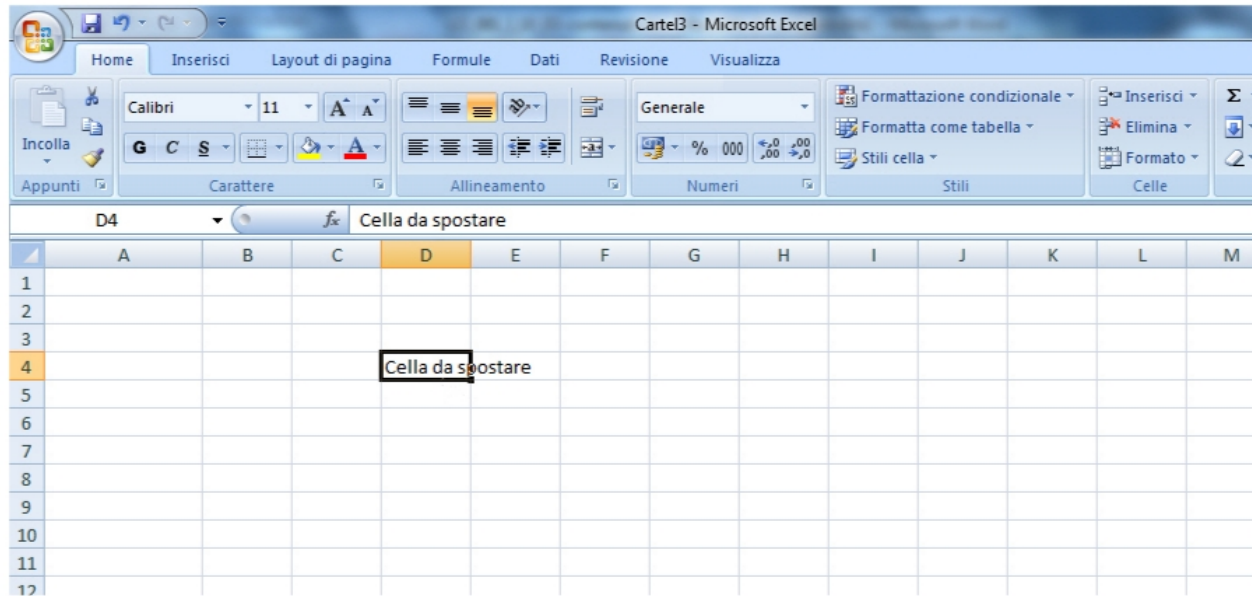 Cartel3 - Microsoft Excel
Home Inserisci Layout di pagina Formule Dati Revisione Visualizza
Calibri 11 A A Generale Formattazione condizionale Inserisci Σ
Incolla Formatta come tabella Elimina
G C S A % 000 Stili cella Formato
Appunti Carattere Allineamento Numeri Stili Celle
D4 fx Cella da spostare
A B C D E F G H I J K L M
1
2
3
4 Cella da spostare
5
6
7
8
9
10
11
12